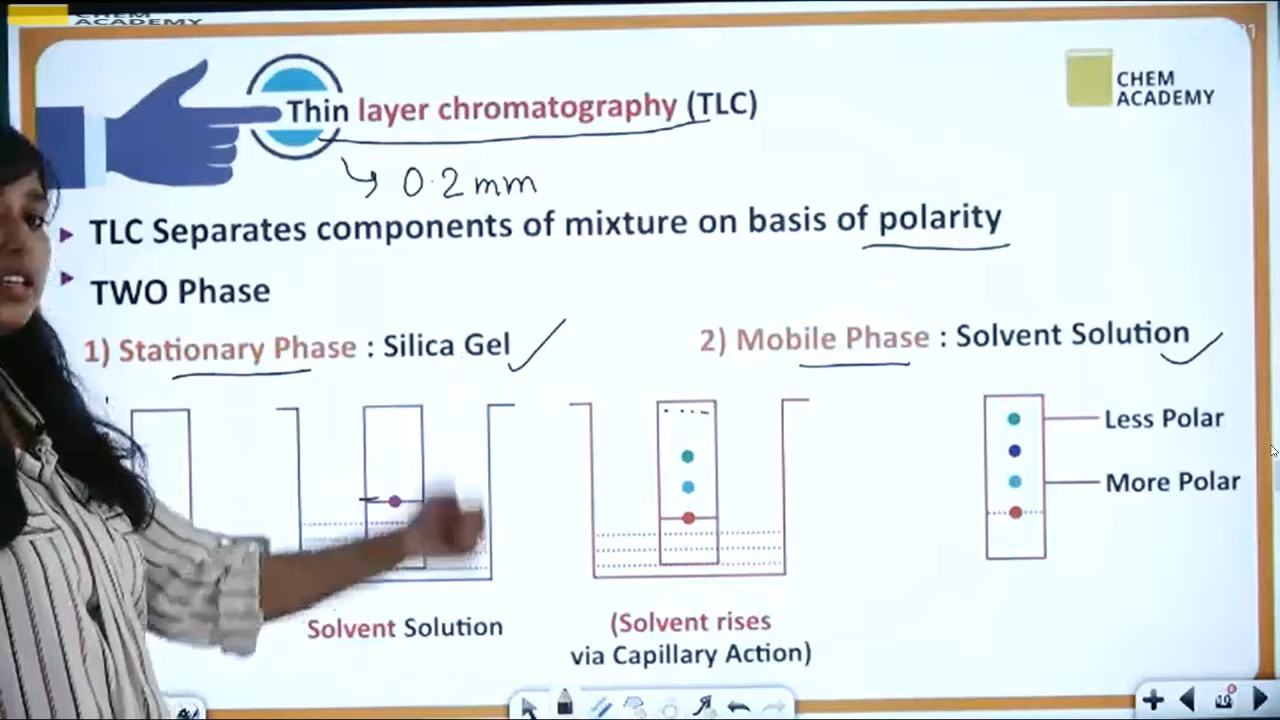 CHEM
ACADEMY
Thin layer chromatography (TLC)
CHEM
ACADEMY
0.2 mm
TLC Separates components of mixture on basis of polarity
TWO Phase
1) Stationary Phase : Silica Gel
2) Mobile Phase : Solvent Solution
Less Polar
More Polar
Solvent Solution
(Solvent rises
via Capillary Action)